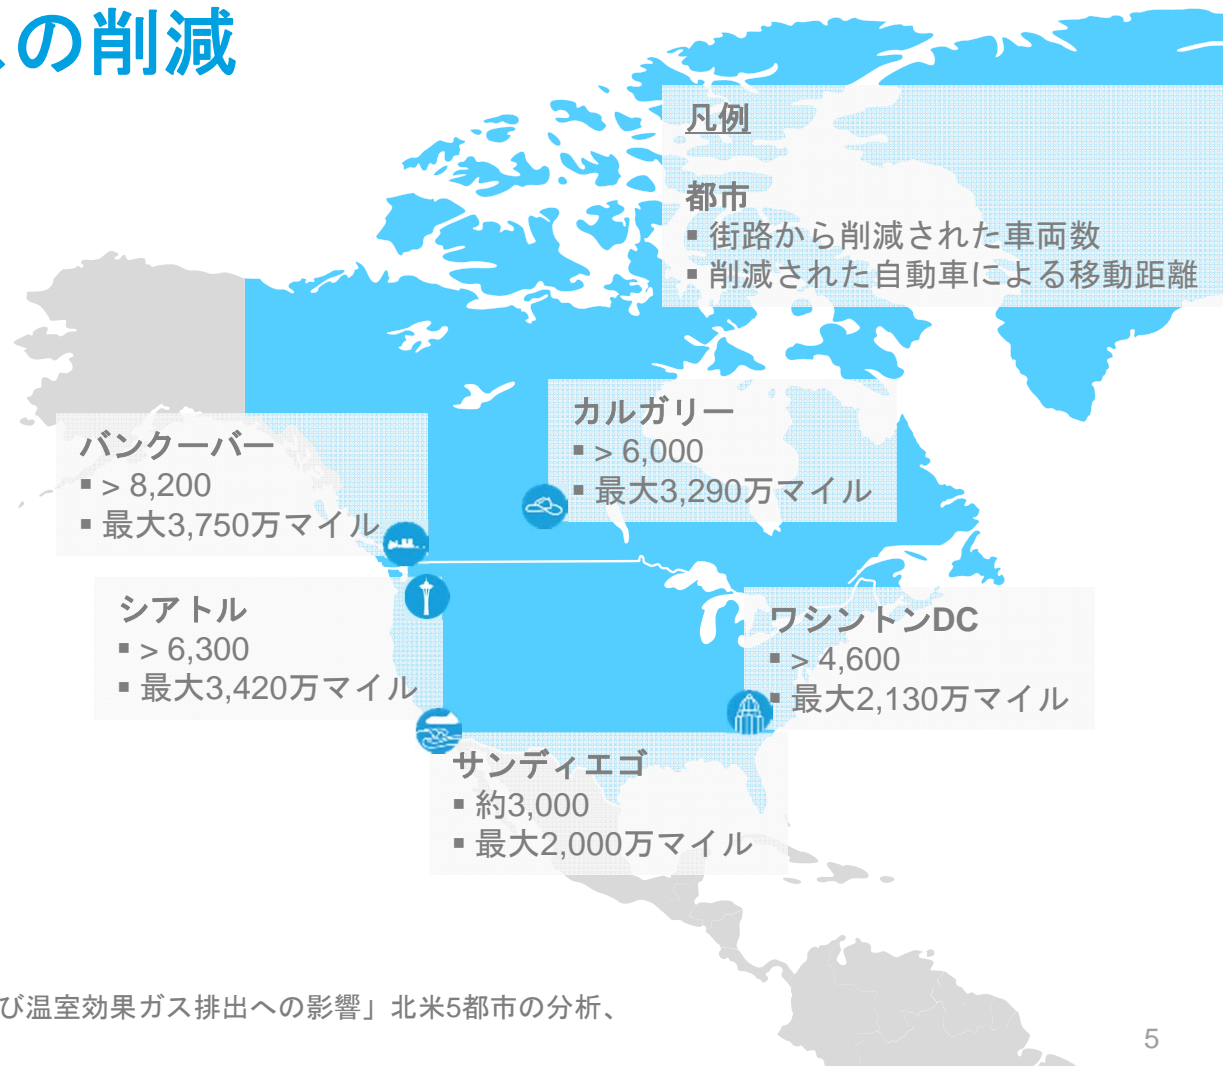 の削減
凡例
都市
▪ 街路から削減された車両数
▪ 削減された自動車による移動距離
カルガリー
▪ > 6,000
▪ 最大3,290万マイル
バンクーバー
▪ > 8,200
▪ 最大3,750万マイル
シアトル
▪ > 6,300
▪ 最大3,420万マイル
ワシントンDC
▪ > 4,600
▪ 最大2,130万マイル
サンディエゴ
▪ 約3,000
▪ 最大2,000万マイル
び温室効果ガス排出への影響」北米5都市の分析、
5